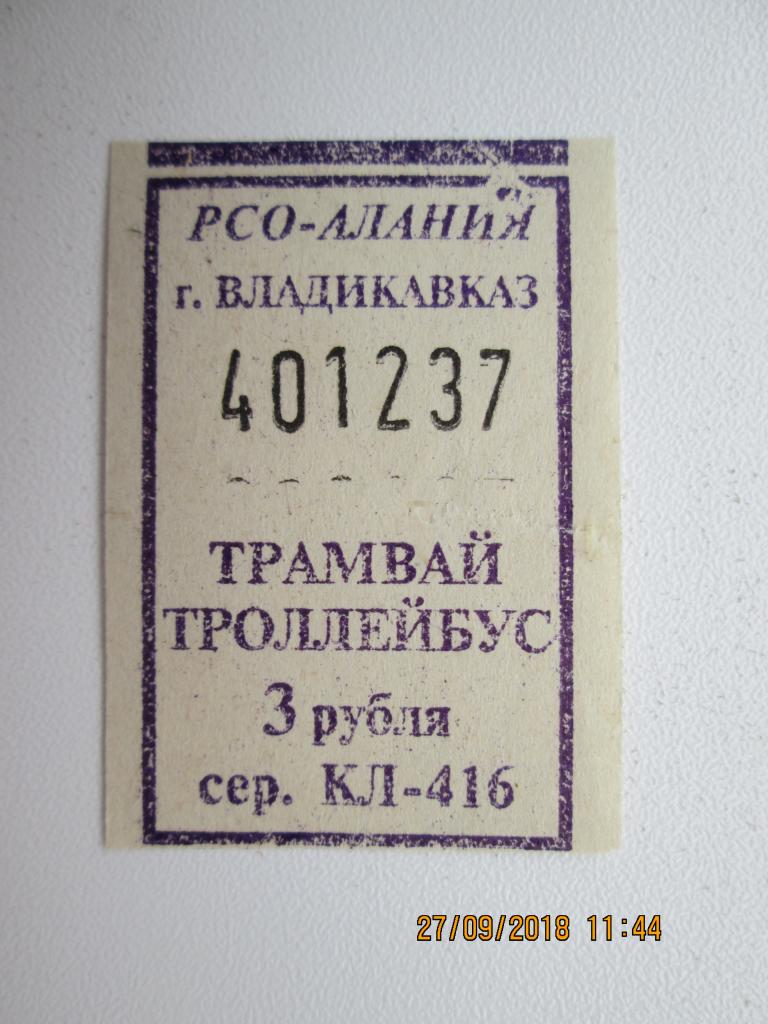 РСО-АЛАНИЯ
г. ВЛАДИКАВКАЗ
401237
ТРАМВАЙ
ТРОЛЛЕЙБУС
3 рубля
сер. КЛ-416
27/09/2018 11:44